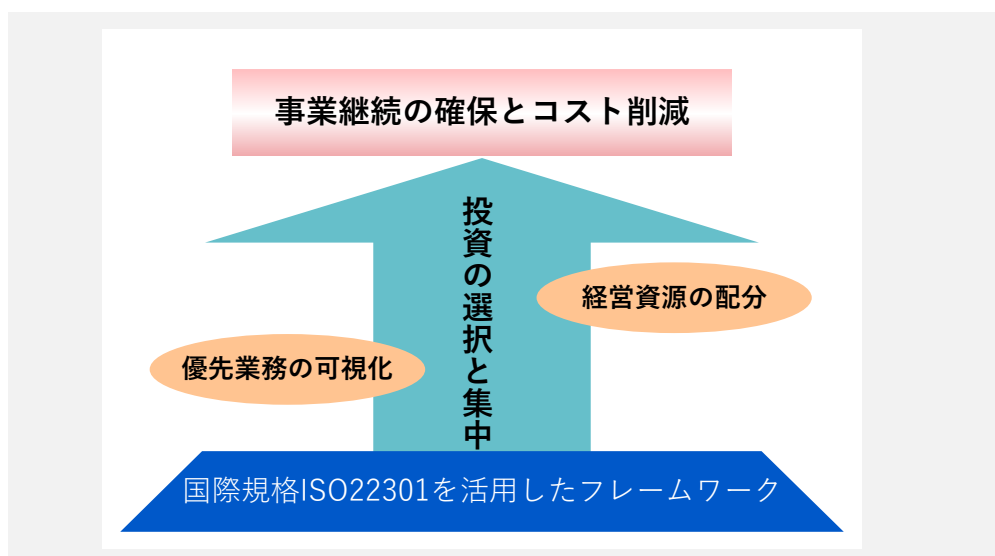 事業継続の確保とコスト削減
投資の選択と集中
経営資源の配分
優先業務の可視化
国際規格ISO22301を活用したフレームワーク